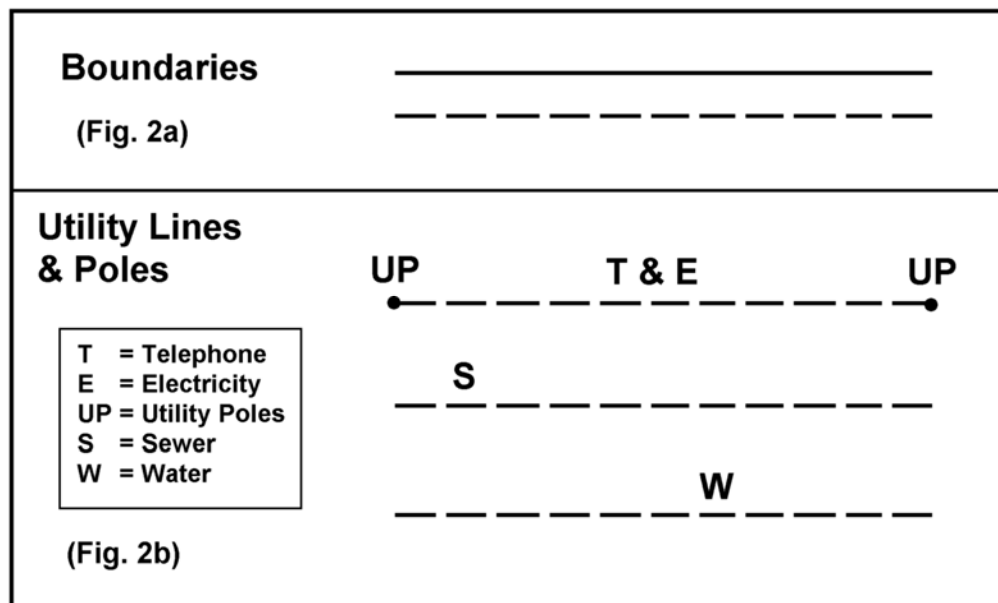 Boundaries
(Fig. 2a)
Utility Lines
& Poles
UP T & E UP
T = Telephone
E = Electricity
UP = Utility Poles
S = Sewer
W = Water
S
W
(Fig. 2b)